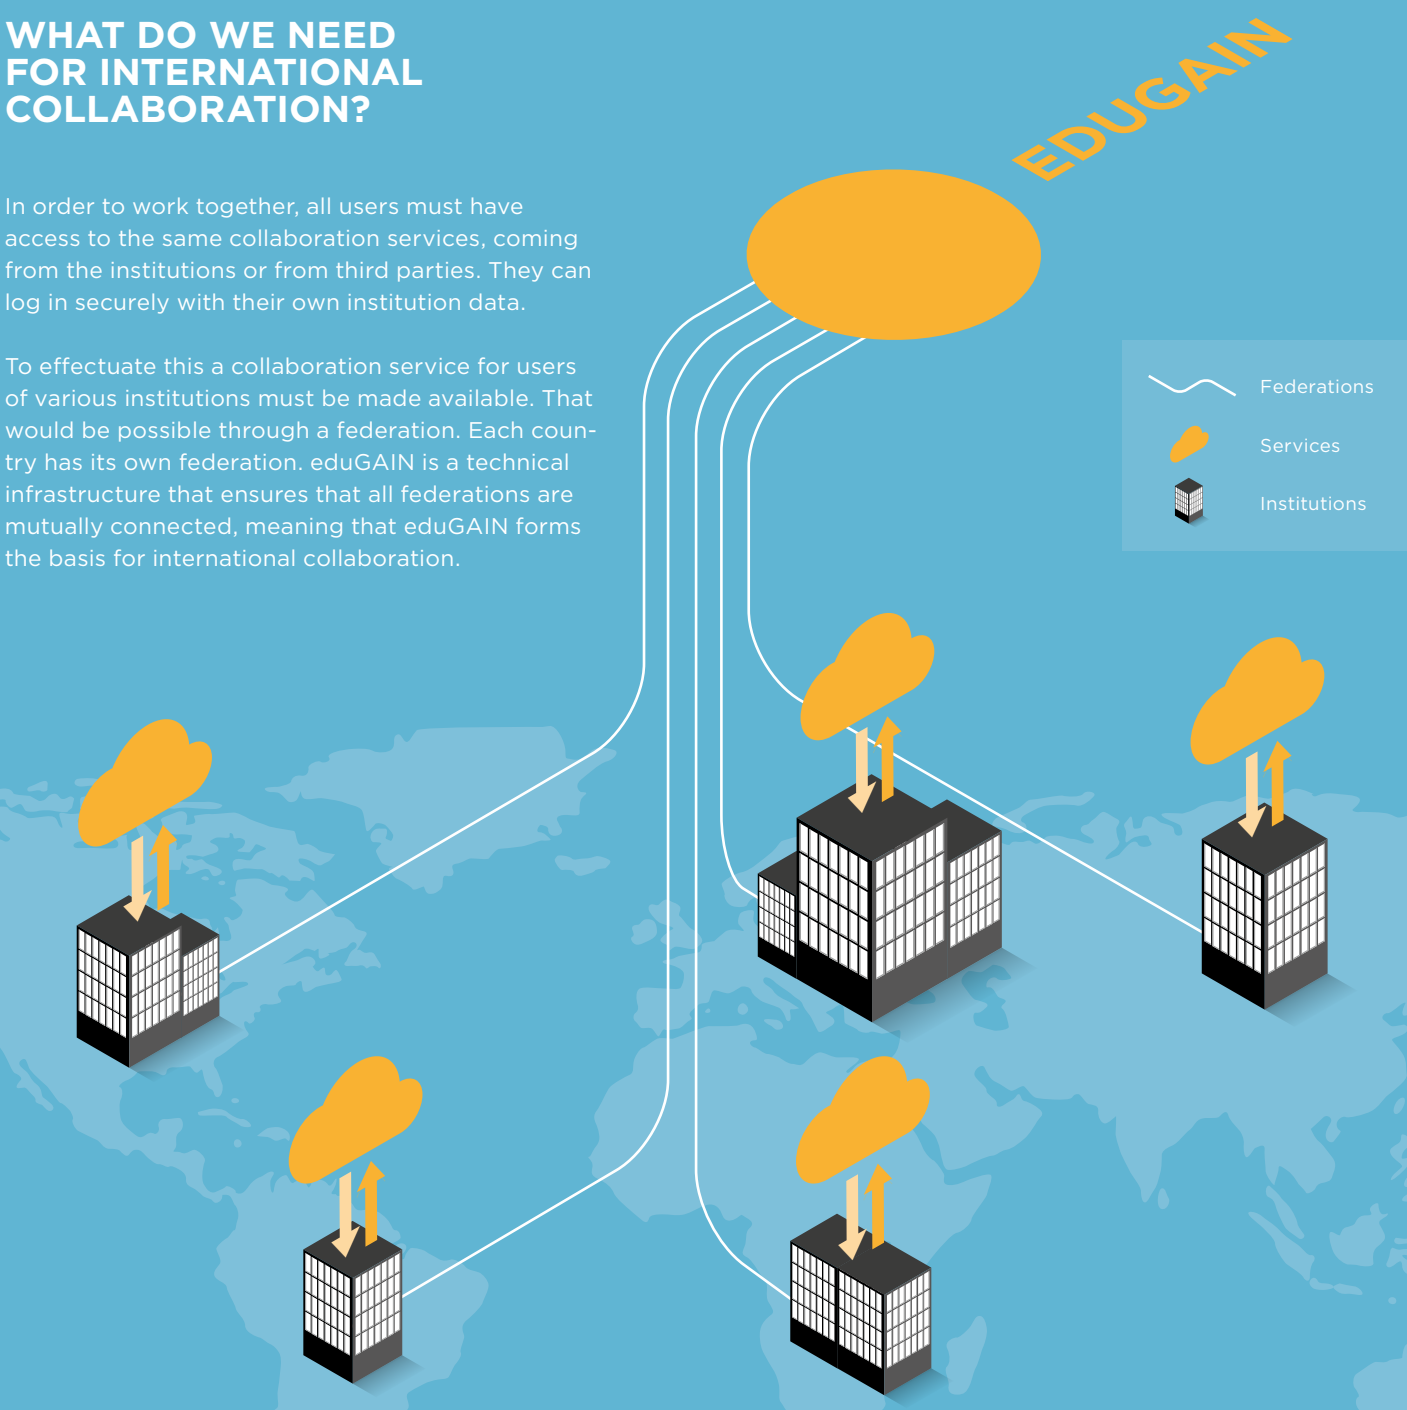 WHAT DO WE NEED
FOR INTERNATIONAL
COLLABORATION?
EDUGAIN
In order to work together, all users must have
access to the same collaboration services, coming
from the institutions or from third parties. They can
log in securely with their own institution data.
To effectuate this a collaboration service for users
of various institutions must be made available. That
would be possible through a federation. Each coun-
try has its own federation. eduGAIN is a technical
infrastructure that ensures that all federations are
mutually connected, meaning that eduGAIN forms
the basis for international collaboration.
Federations
Services
Institutions